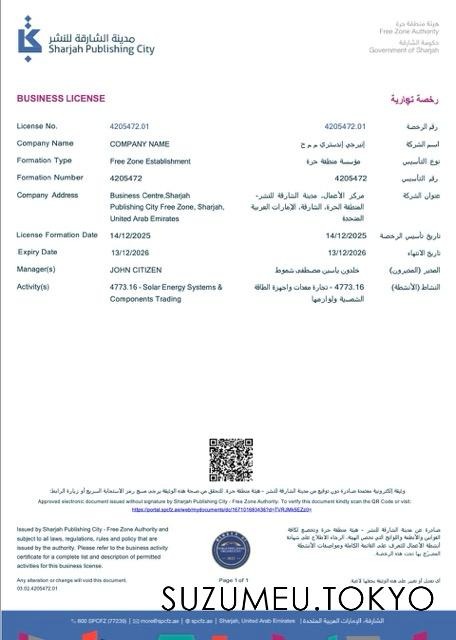 مدينة الشارقة للنشر
Sharjah Publishing City
هيئة منطقة حرة
Free Zone Authority
حكومة الشارقة
Government of Sharjah
BUSINESS LICENSE
رخصة تجارية
License No. 4205472.01 4205472.01 رقم الرخصة
Company Name COMPANY NAME إنيرجي إندستري م م ح اسم الشركة
Formation Type Free Zone Establishment مؤسسة منطقة حرة نوع التأسيس
Formation Number 4205472 4205472 رقم التأسيس
Company Address Business Centre,Sharjah مركز الأعمال، مدينة الشارقة للنشر- عنوان الشركة
Publishing City Free Zone, Sharjah, المنطقة الحرة، الشارقة، الإمارات العربية
United Arab Emirates المتحدة
License Formation Date 14/12/2025 14/12/2025 تاريخ تأسيس الرخصة
Expiry Date 13/12/2026 13/12/2026 تاريخ الانتهاء
Manager(s) JOHN CITIZEN خلدون ياسين مصطفى شموط المدير (المديرون)
Activity(s) 4773.16 - Solar Energy Systems & 4773.16 - تجارة معدات واجهزة الطاقة النشاط (الأنشطة)
Components Trading الشمسية ولوازمها
وثيقة إلكترونية معتمدة صادرة بدون توقيع من مدينة الشارقة للنشر - هيئة منطقة حرة. للتحقق من صحة هذه الوثيقة يرجى مسح رمز الاستجابة السريع أو زيارة الرابط:
Approved electronic document issued without signature by Sharjah Publishing City - Free Zone Authority. To verify this document kindly scan the QR Code or visit:
Issued by Sharjah Publishing City - Free Zone Authority and
subject to all laws, regulations, rules and policy that are
issued by the authority. Please refer to the business activity
certificate for a complete list and description of permitted
activities for this business license.
صادرة عن مدينة الشارقة للنشر - هيئة منطقة حرة وتخضع لكافة
القوانين والأنظمة واللوائح التي تخص الهيئة. الرجاء الاطلاع على شهادة
أنشطة الأعمال للتعرف على القائمة الكاملة ومواصفات الأنشطة
المصرّح بها تحت هذه الرخصة.
Any alteration or change will void this document.
03.02.4205472.01
Page 1 of 1
أي تعديل أو تغيير على هذه الوثيقة يجعلها لاغية.
SUZUMEU.TOKYO
600 SPCFZ (77239) | more@spcfz.ae | @ spcfz.ae | Sharjah, United Arab Emirates | الشارقة، الإمارات العربية المتحدة